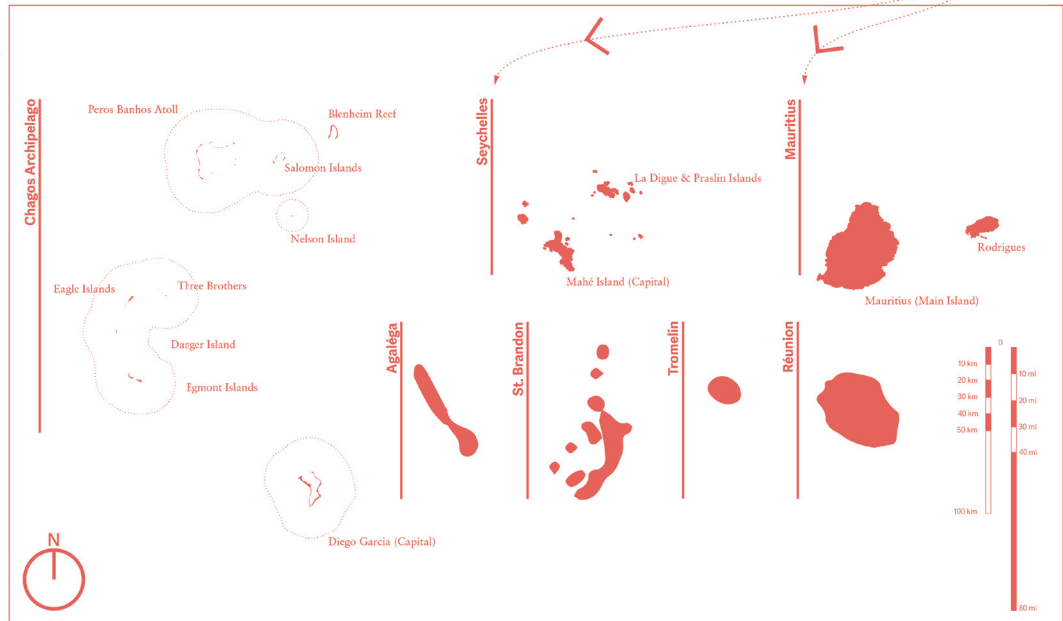 Chagos Archipelago
Peros Banhos Atoll
Blenheim Reef
Salomon Islands
Nelson Island
Eagle Islands
Three Brothers
Danger Island
Egmont Islands
Diego Garcia (Capital)
N
Seychelles
La Digue & Praslin Islands
Mahé Island (Capital)
Mauritius
Rodrigues
Mauritius (Main Island)
Agaléga
St. Brandon
Tromelin
Réunion
0
10 km
20 km
30 km
40 km
50 km
100 km
10 mi
20 mi
30 mi
40 mi
80 mi